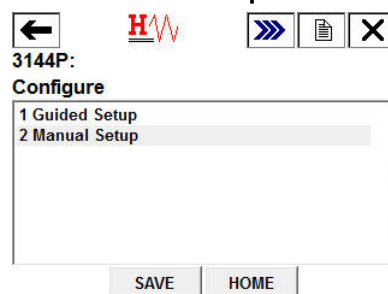 H
3144P:
Configure
1 Guided Setup
2 Manual Setup
SAVE HOME